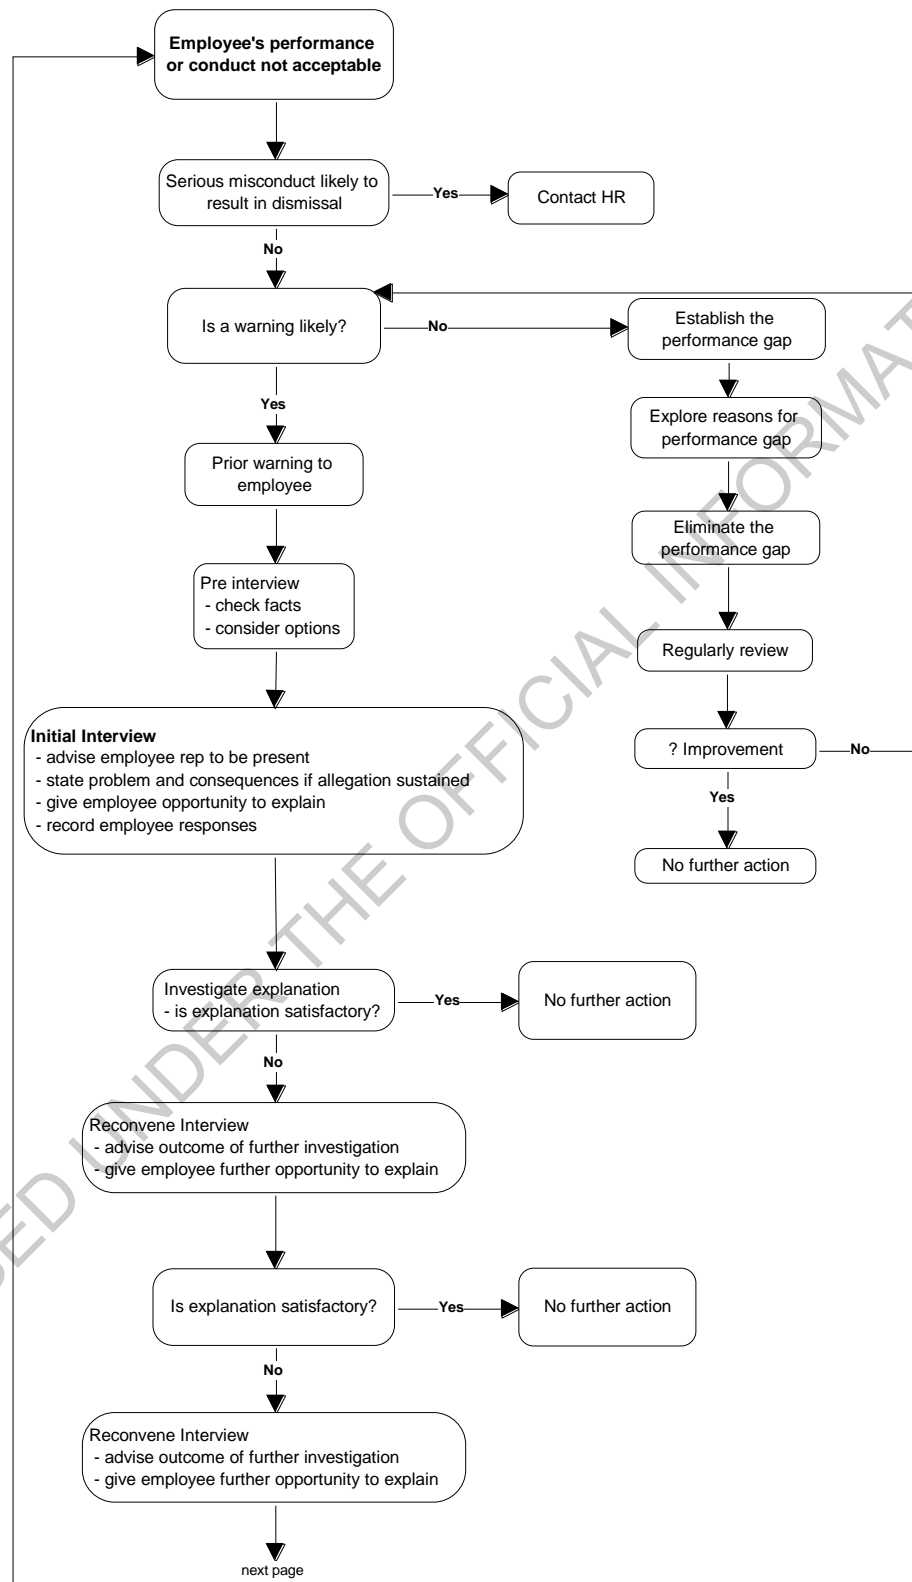 Employee's performance
or conduct not acceptable
Serious misconduct likely to
result in dismissal
Yes
Contact HR
No
Is a warning likely?
No
Establish the
performance gap
Yes
Explore reasons for
performance gap
Prior warning to
employee
Eliminate the
performance gap
Pre interview
- check facts
- consider options
Regularly review
Initial Interview
- advise employee rep to be present
- state problem and consequences if allegation sustained
- give employee opportunity to explain
- record employee responses
? Improvement
No
Yes
No further action
Investigate explanation
- is explanation satisfactory?
Yes
No further action
No
Reconvene Interview
- advise outcome of further investigation
- give employee further opportunity to explain
Is explanation satisfactory?
Yes
No further action
No
Reconvene Interview
- advise outcome of further investigation
- give employee further opportunity to explain
next page
UNDER THE OFFICIAL